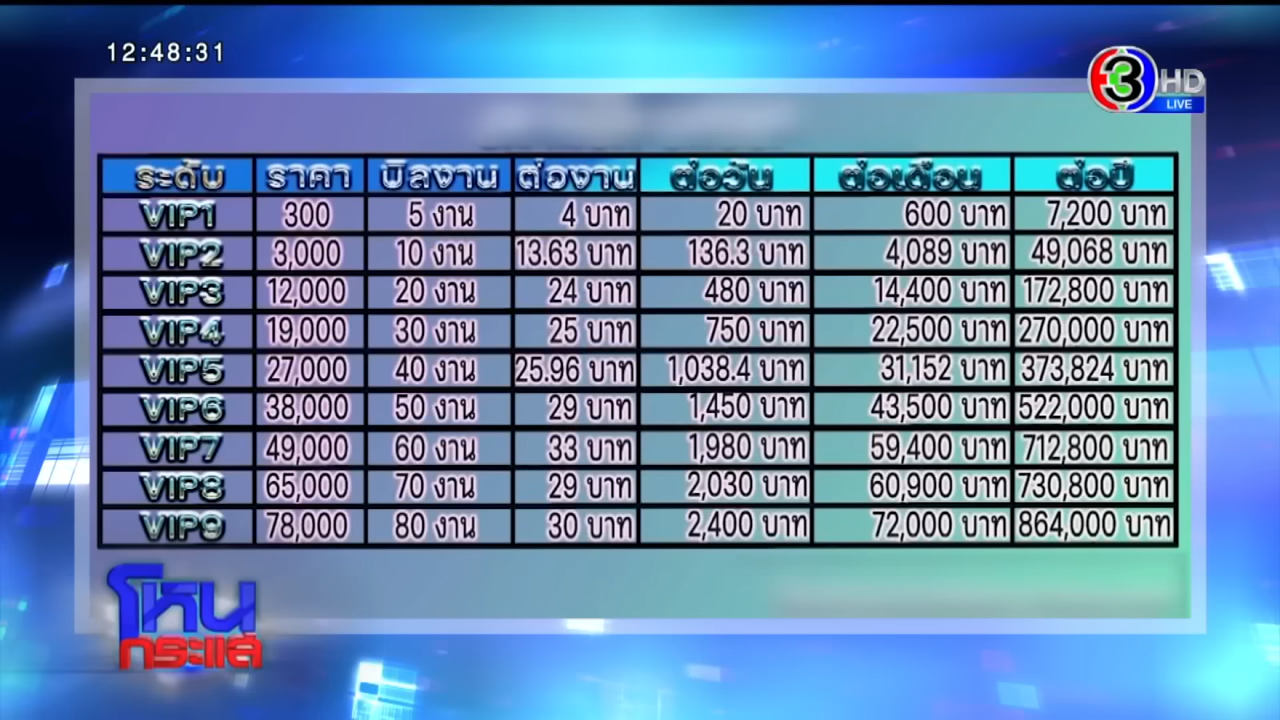 12:48:31
3 HD
LIVE
ระดับ ราคา บิลงาน ต่องาน ต่อวัน ต่อเดือน ต่อปี
VIP1 300 5 งาน 4 บาท 20 บาท 600 บาท 7,200 บาท
VIP2 3,000 10 งาน 13.63 บาท 136.3 บาท 4,089 บาท 49,068 บาท
VIP3 12,000 20 งาน 24 บาท 480 บาท 14,400 บาท 172,800 บาท
VIP4 19,000 30 งาน 25 บาท 750 บาท 22,500 บาท 270,000 บาท
VIP5 27,000 40 งาน 25.96 บาท 1,038.4 บาท 31,152 บาท 373,824 บาท
VIP6 38,000 50 งาน 29 บาท 1,450 บาท 43,500 บาท 522,000 บาท
VIP7 49,000 60 งาน 33 บาท 1,980 บาท 59,400 บาท 712,800 บาท
VIP8 65,000 70 งาน 29 บาท 2,030 บาท 60,900 บาท 730,800 บาท
VIP9 78,000 80 งาน 30 บาท 2,400 บาท 72,000 บาท 864,000 บาท
โหน
กระแส